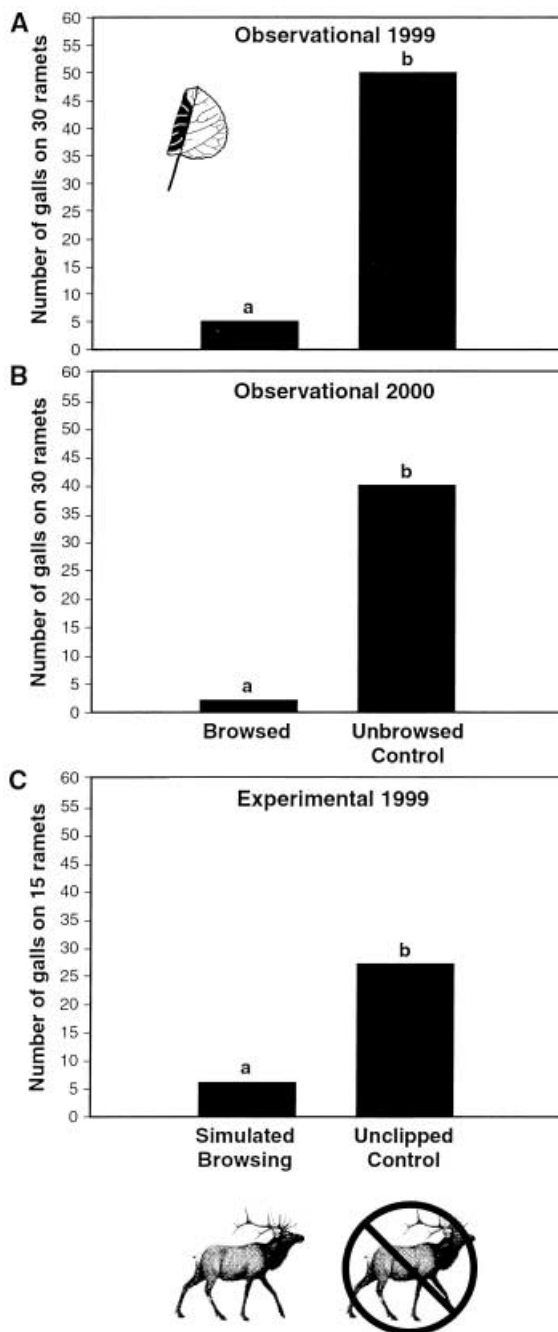 A
Observational 1999
Number of galls on 30 ramets
60
55
50
45
40
35
30
25
20
15
10
5
0
a
b
B
Observational 2000
Number of galls on 30 ramets
60
55
50
45
40
35
30
25
20
15
10
5
0
a
b
Browsed
Unbrowsed
Control
C
Experimental 1999
Number of galls on 15 ramets
60
55
50
45
40
35
30
25
20
15
10
5
0
a
b
Simulated
Browsing
Unclipped
Control